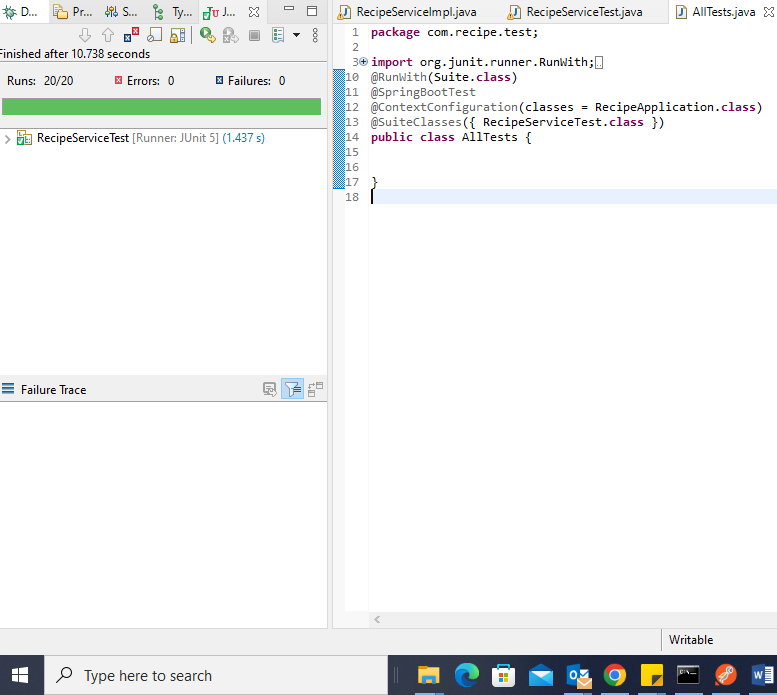 D...
Pr...
S...
Ty...
JU J...
RecipeServiceImpl.java
RecipeServiceTest.java
AllTests.java
Finished after 10.738 seconds
Runs: 20/20
Errors: 0
Failures: 0
RecipeServiceTest [Runner: JUnit 5] (1.437 s)
Failure Trace
1 package com.recipe.test;
2
3 import org.junit.runner.RunWith;
10 @RunWith(Suite.class)
11 @SpringBootTest
12 @ContextConfiguration(classes = RecipeApplication.class)
13 @SuiteClasses({ RecipeServiceTest.class })
14 public class AllTests {
15
16
17 }
18
Writable
Type here to search